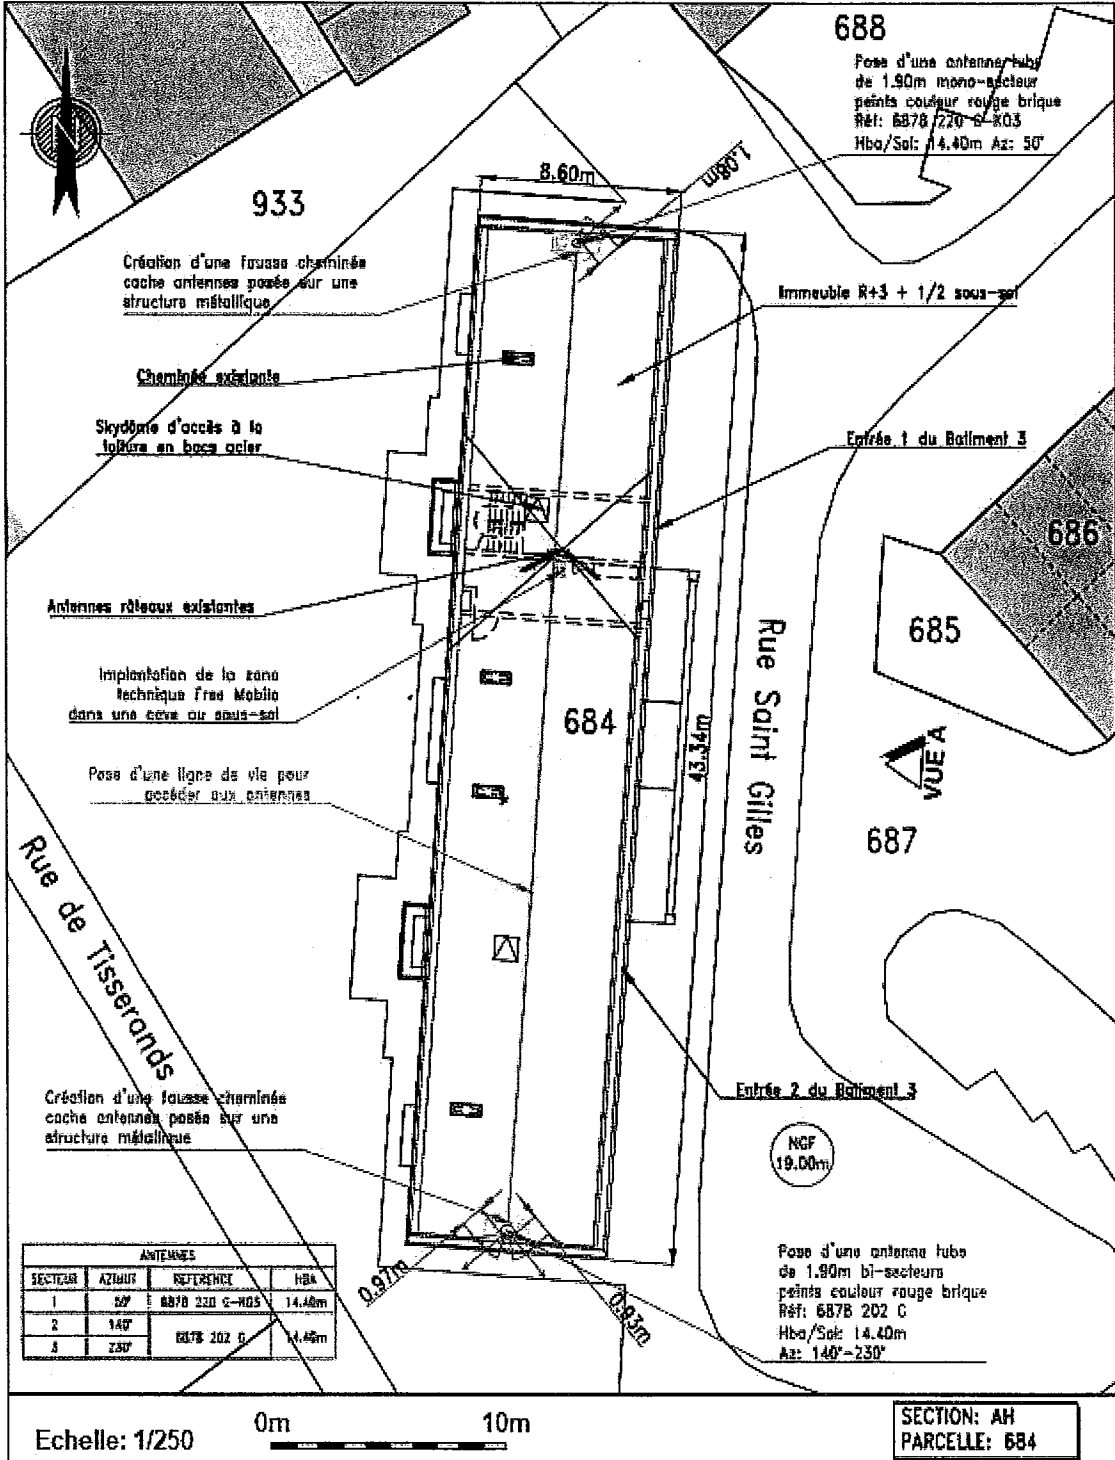 688
Pose d'une antenne tube
de 1.90m mono-secteur
peints couleur rouge brique
Réf: 6878 220 G-K03
Hba/Sol: 14.40m Az: 50°
N
933
8.60m
1.08m
Création d'une fausse cheminée
cache antennes posée sur une
structure métallique
Immeuble R+3 + 1/2 sous-sol
Cheminée existante
Skydôme d'accès à la
toiture en bacs acier
Entrée 1 du Batiment 3
686
Antennes râteaux existantes
685
Implantation de la zone
technique Free Mobile
dans une cave au sous-sol
684
Rue Saint Gilles
43.34m
VUE A
Pose d'une ligne de vie pour
accéder aux antennes
687
Rue de Tisserands
Création d'une fausse cheminée
cache antennes posée sur une
structure métallique
Entrée 2 du Batiment 3
NGF
19.00m
0.97m
0.93m
ANTENNES
SECTEUR AZIMUT REFERENCE HBA
1 50° 14.40m
2 140° 14.40m
3 230°
Pose d'une antenne tube
de 1.90m bi-secteurs
peints couleur rouge brique
Réf: 6878 202 G
Hba/Sol: 14.40m
Az: 140°-230°
Echelle: 1/250
0m 10m
SECTION: AH
PARCELLE: 684